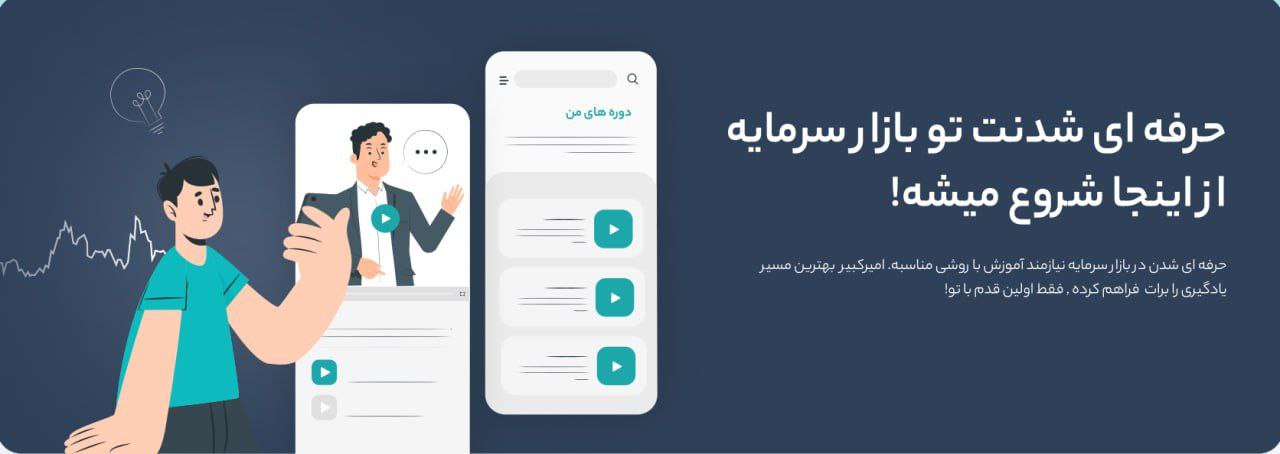 حرفه ای شدنت تو بازار سرمایه
از اینجا شروع میشه!
حرفه ای شدن در بازار سرمایه نیازمند آموزش با روشی مناسبه. امیرکبیر بهترین مسیر
یادگیری را برات فراهم کرده , فقط اولین قدم با تو!
دوره های من